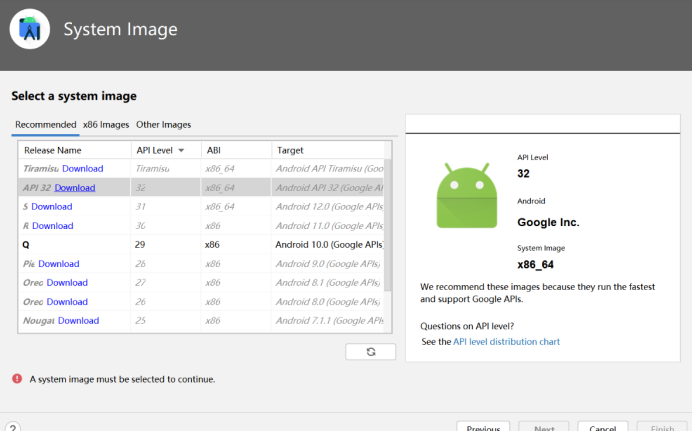 System Image
Select a system image
Recommended x86 Images Other Images
Release Name API Level ABI Target
Tiramisu Download Tiramisu x86_64 Android API Tiramisu (Goo
API 32 Download 32 x86_64 Android API 32 (Google AP
S Download 31 x86_64 Android 12.0 (Google APIs)
R Download 30 x86 Android 11.0 (Google APIs)
Q 29 x86 Android 10.0 (Google APIs)
Pie Download 28 x86 Android 9.0 (Google APIs)
Oreo Download 27 x86 Android 8.1 (Google APIs)
Oreo Download 26 x86 Android 8.0 (Google APIs)
Nougat Download 25 x86 Android 7.1.1 (Google APIs
API Level
32
Android
Google Inc.
System Image
x86_64
We recommend these images because they run the fastest
and support Google APIs.
Questions on API level?
See the API level distribution chart
A system image must be selected to continue.
? Previous Next Cancel Finish